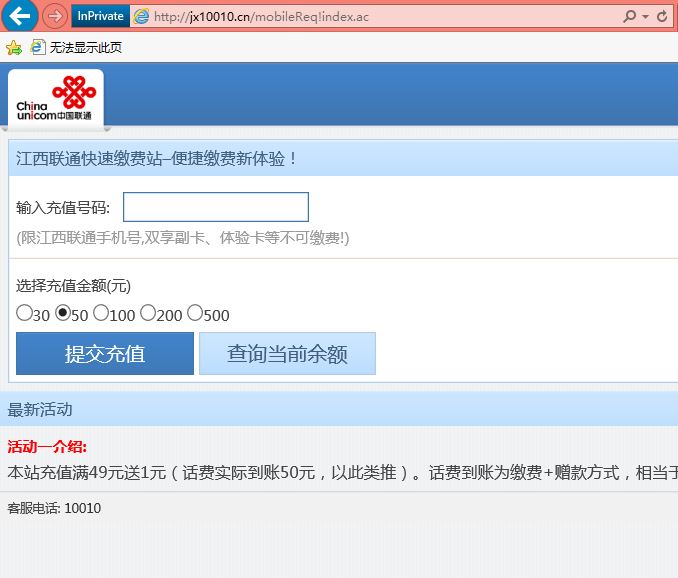 InPrivate http://jx10010.cn/mobileReq!index.ac
无法显示此页
China
unicom中国联通
江西联通快速缴费站–便捷缴费新体验！
输入充值号码:
(限江西联通手机号,双享副卡、体验卡等不可缴费!)
选择充值金额(元)
30 50 100 200 500
提交充值 查询当前余额
最新活动
活动一介绍:
本站充值满49元送1元（话费实际到账50元，以此类推）。话费到账为缴费+赠款方式，相当于
客服电话: 10010